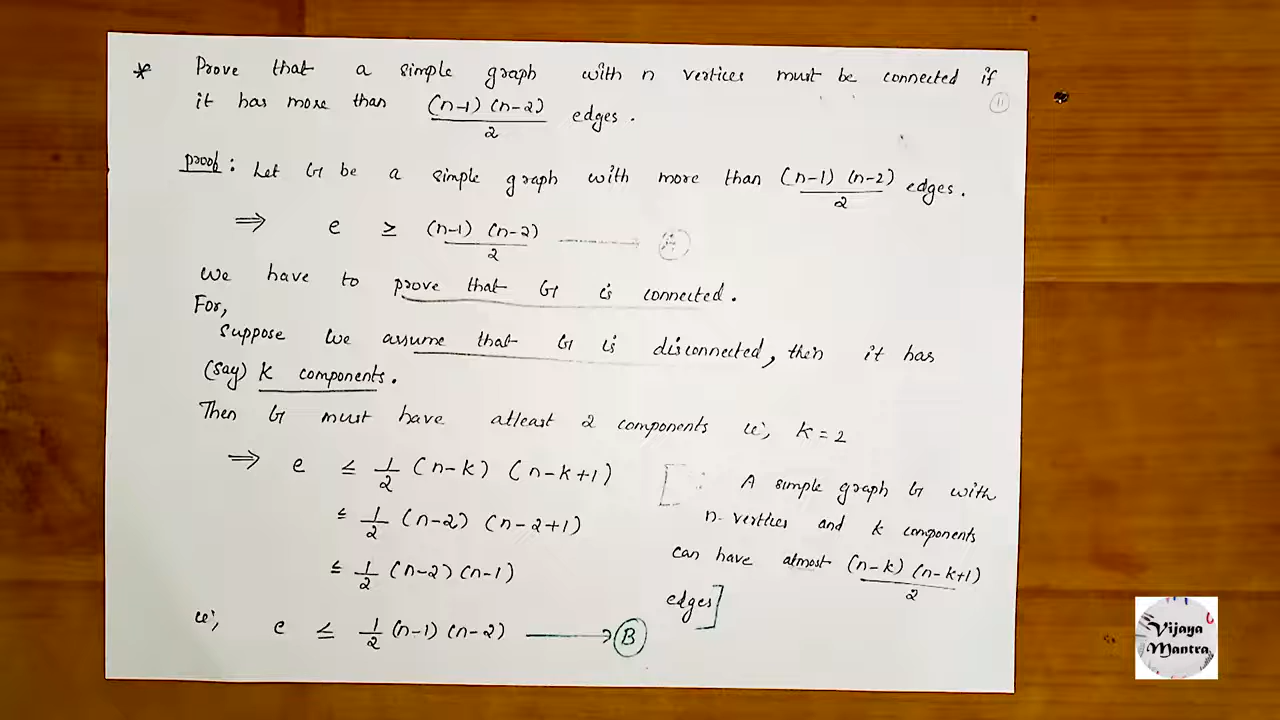 * Prove that a simple graph with n vertices must be connected if
it has more than (n-1) (n-2)/2 edges.
11
proof: Let G be a simple graph with more than (n-1) (n-2)/2 edges.
⇒ e ≥ (n-1) (n-2)/2
We have to prove that G is connected.
For,
Suppose we assume that G is disconnected, then it has
(say) K components.
Then G must have atleast 2 components ie, K = 2
⇒ e ≤ 1/2 (n-k) (n-k+1)
≤ 1/2 (n-2) (n-2+1)
≤ 1/2 (n-2) (n-1)
ie, e ≤ 1/2 (n-1) (n-2) → B
[∵ A simple graph G with
n-vertices and k components
can have atmost (n-k) (n-k+1)/2
edges]
Vijaya
Mantra